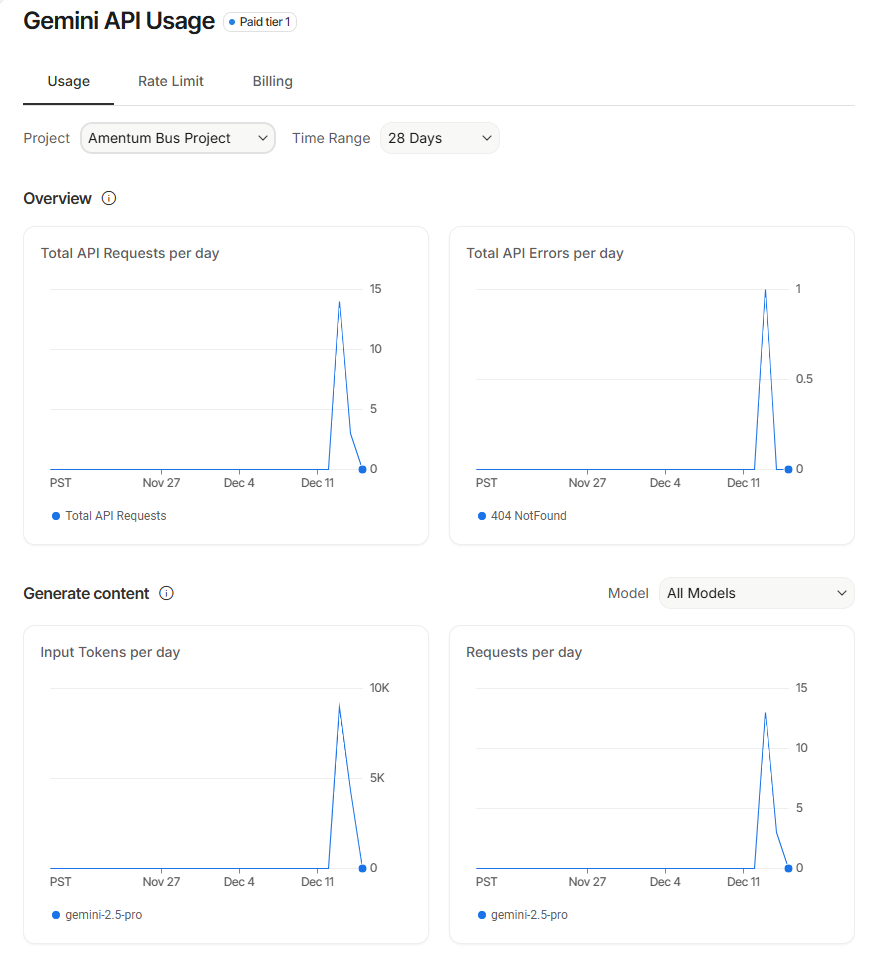 Gemini API Usage Paid tier 1
Usage Rate Limit Billing
Project Amentum Bus Project Time Range 28 Days
Overview
Total API Requests per day
15
10
5
0
PST Nov 27 Dec 4 Dec 11
Total API Requests
Total API Errors per day
1
0.5
0
PST Nov 27 Dec 4 Dec 11
404 NotFound
Generate content
Model All Models
Input Tokens per day
10K
5K
0
PST Nov 27 Dec 4 Dec 11
gemini-2.5-pro
Requests per day
15
10
5
0
PST Nov 27 Dec 4 Dec 11
gemini-2.5-pro